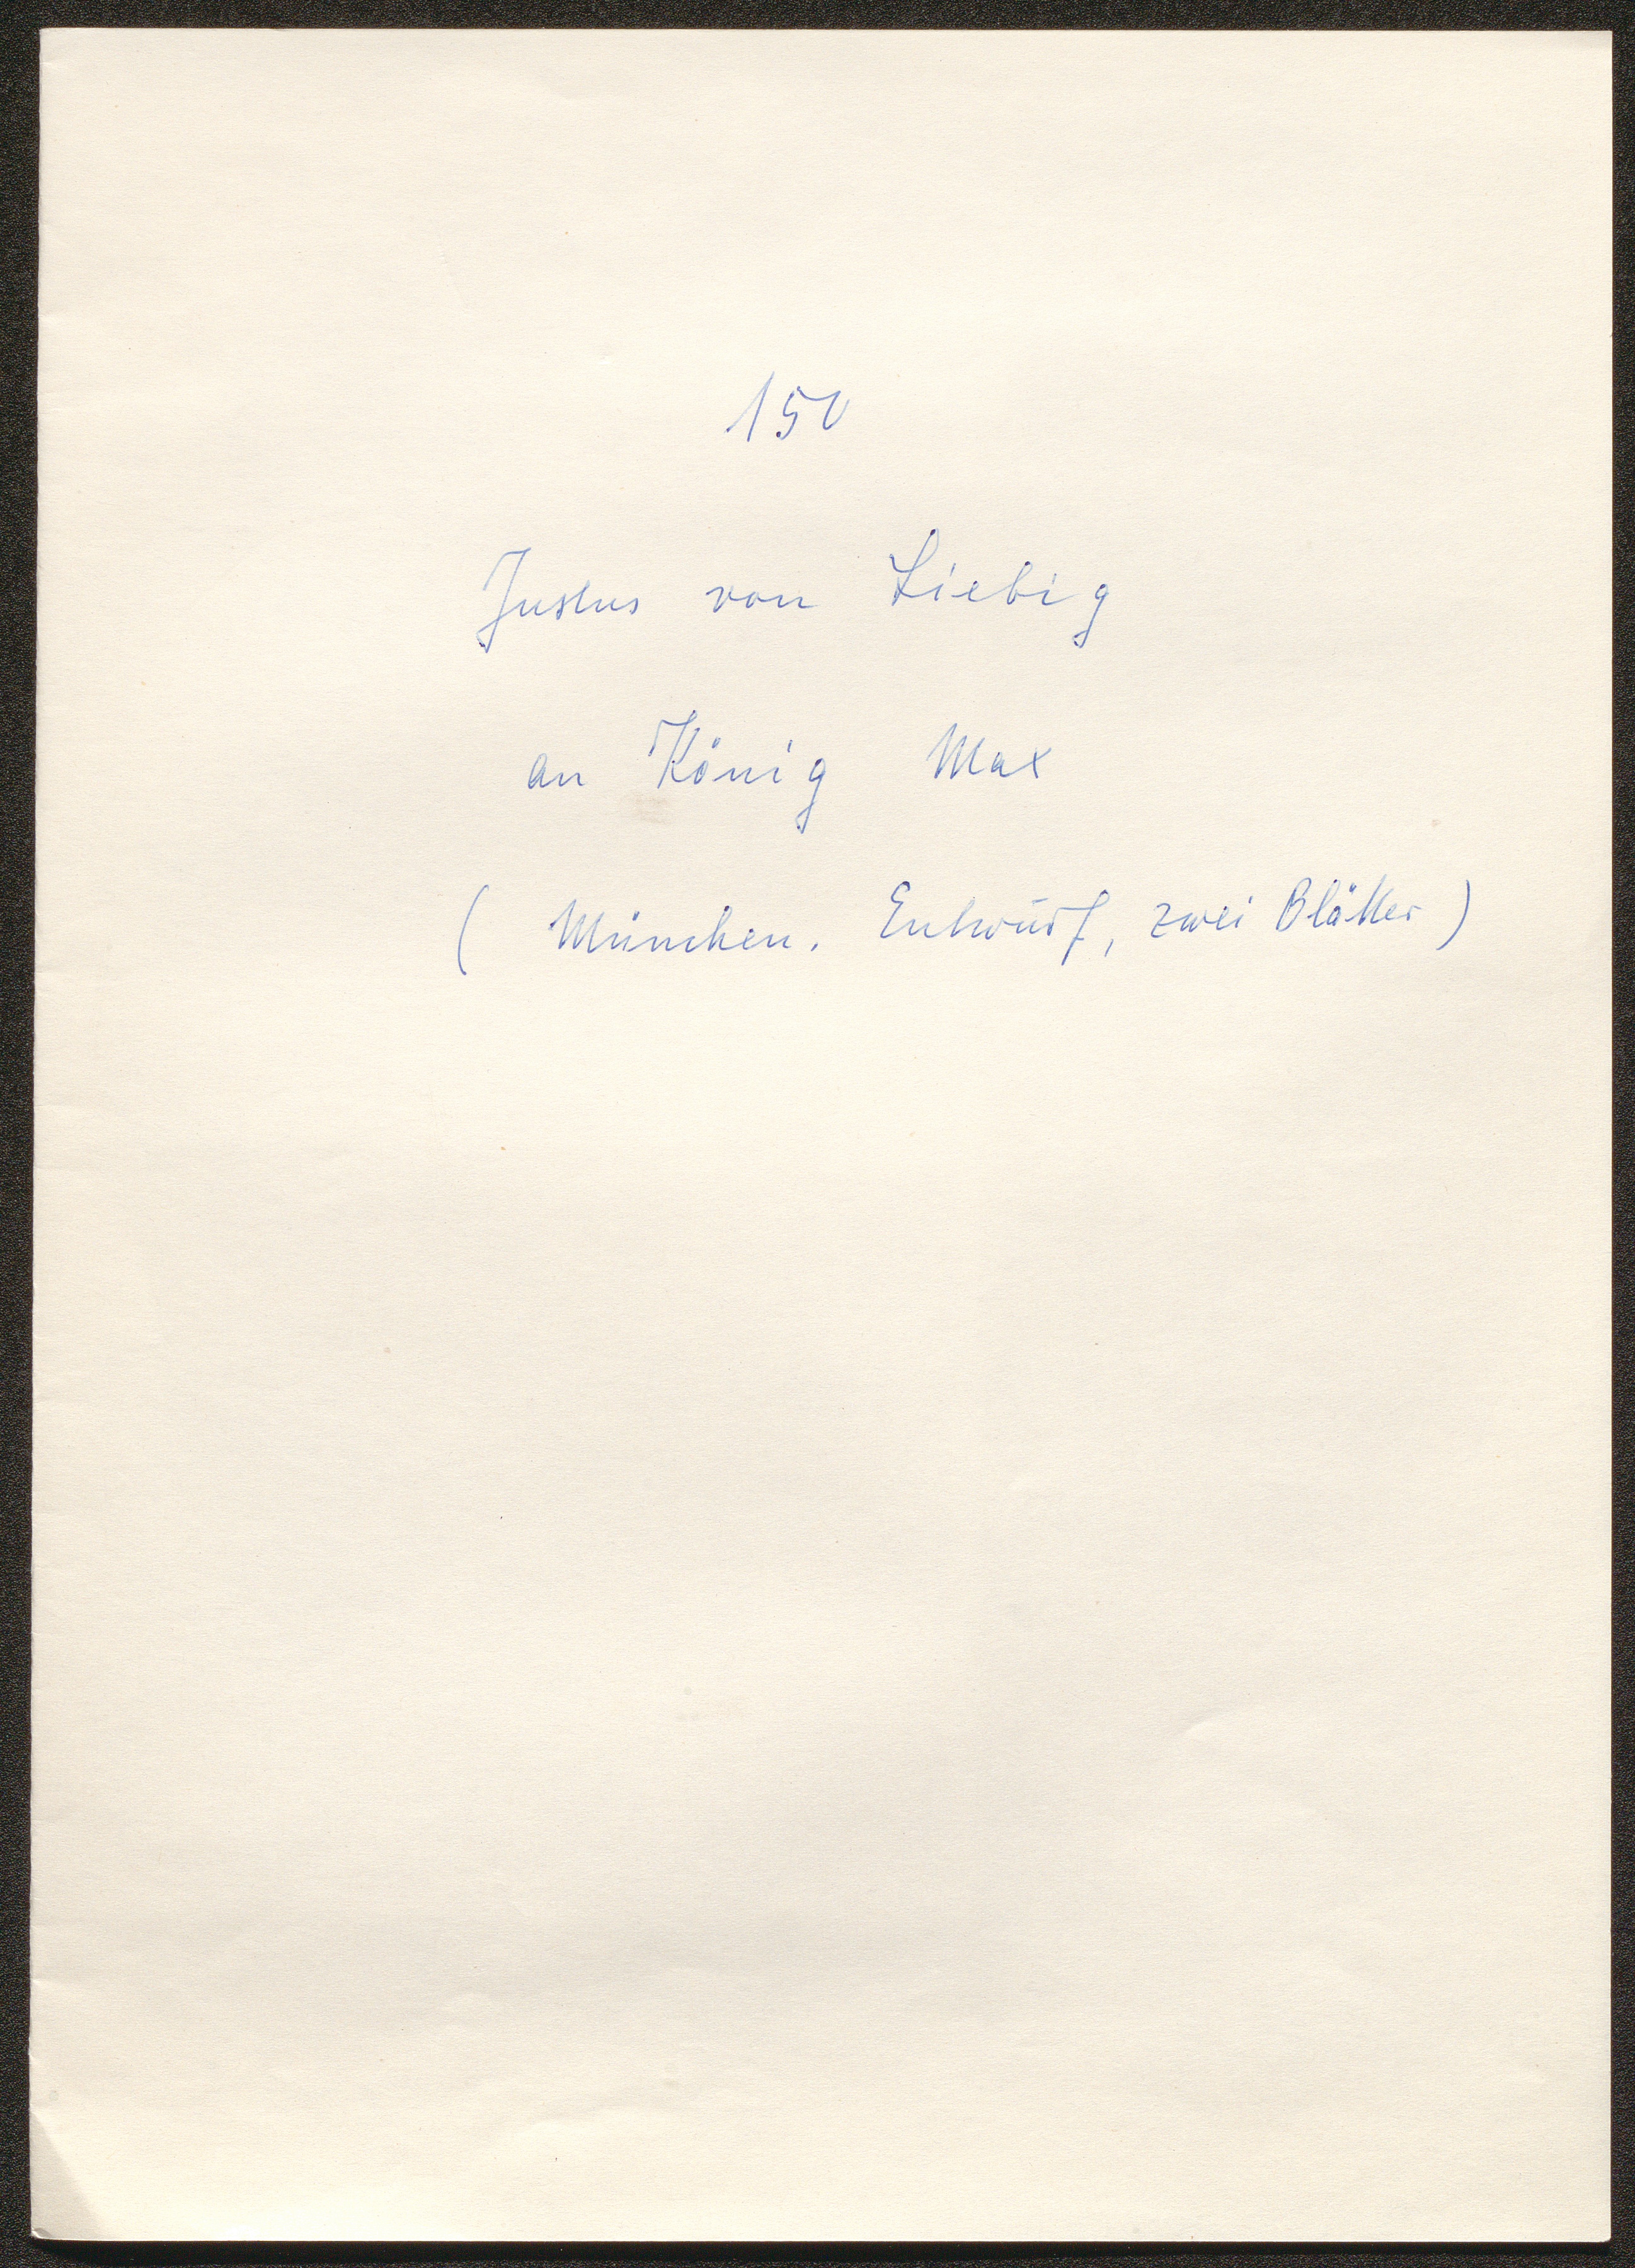 150
Justus von Liebig
an König Max
( München. Entwurf, zwei Blätter )